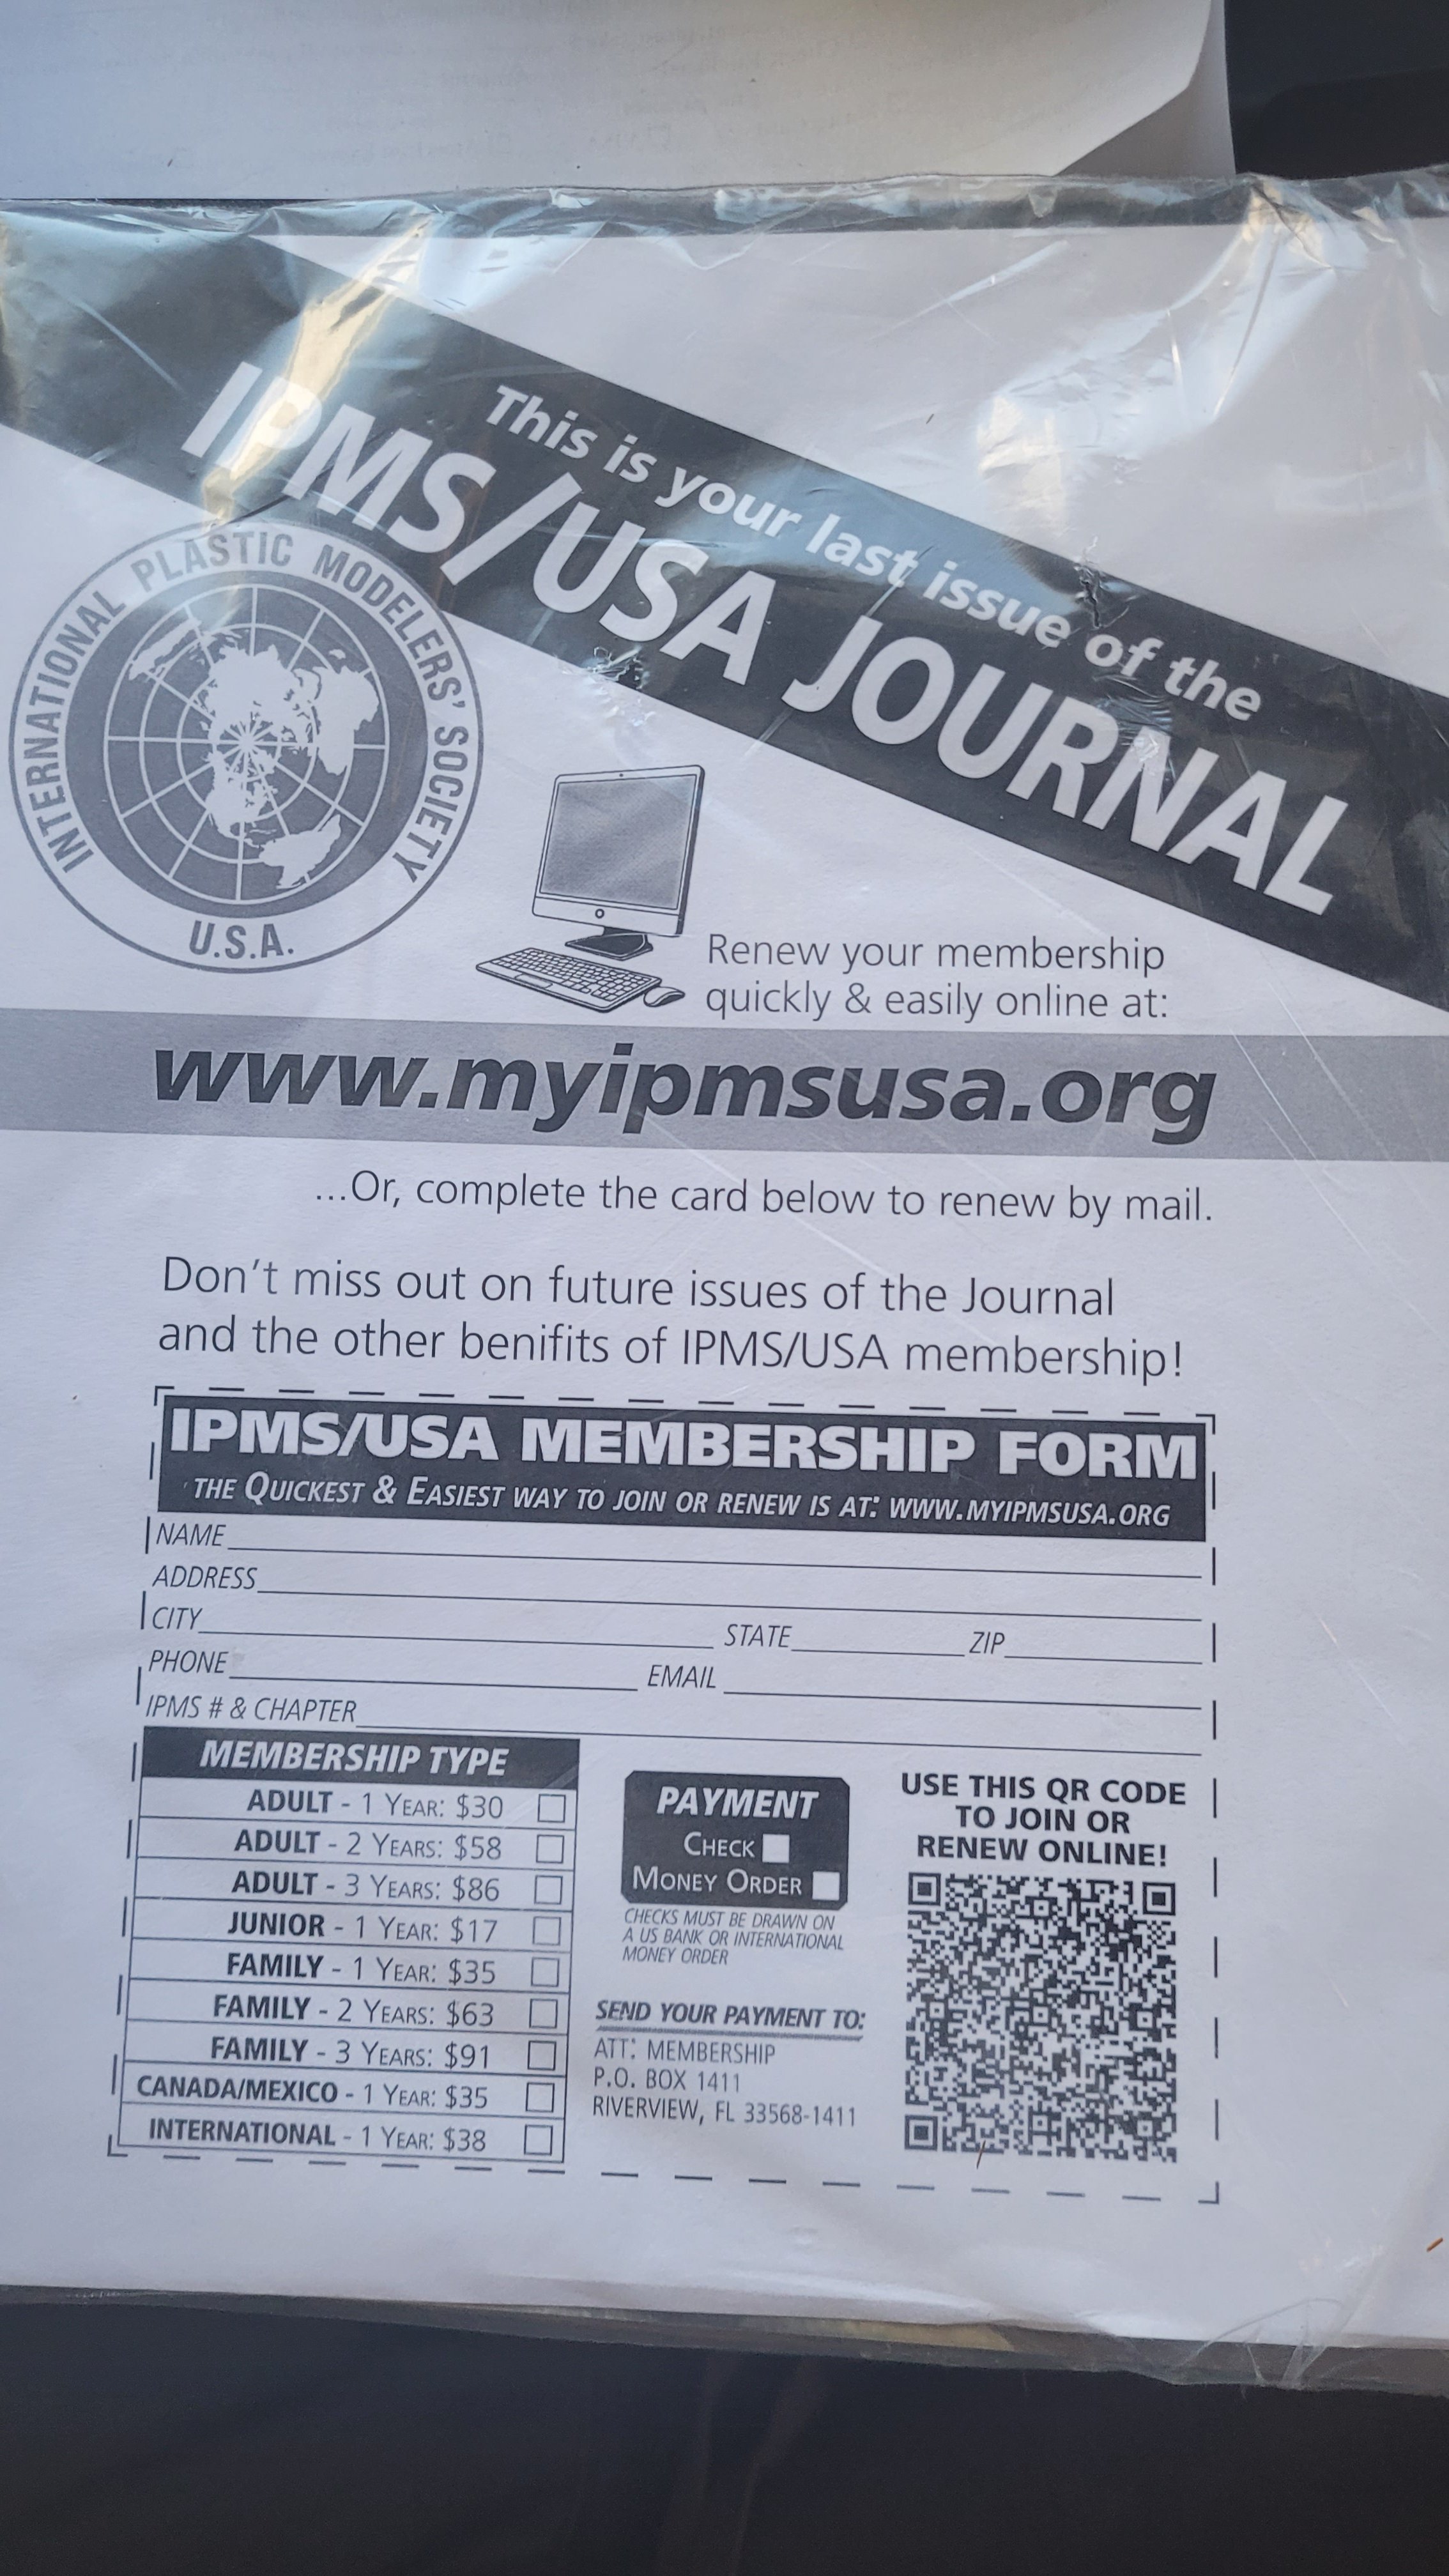 This is your last issue of the
IPMS/USA JOURNAL
INTERNATIONAL PLASTIC MODELERS' SOCIETY
U.S.A.
Renew your membership
quickly & easily online at:
www.myipmsusa.org
...Or, complete the card below to renew by mail.
Don't miss out on future issues of the Journal
and the other benifits of IPMS/USA membership!
IPMS/USA MEMBERSHIP FORM
THE QUICKEST & EASIEST WAY TO JOIN OR RENEW IS AT: WWW.MYIPMSUSA.ORG
NAME
ADDRESS
CITY STATE ZIP
PHONE EMAIL
IPMS # & CHAPTER
MEMBERSHIP TYPE
ADULT - 1 YEAR: $30
ADULT - 2 YEARS: $58
ADULT - 3 YEARS: $86
JUNIOR - 1 YEAR: $17
FAMILY - 1 YEAR: $35
FAMILY - 2 YEARS: $63
FAMILY - 3 YEARS: $91
CANADA/MEXICO - 1 YEAR: $35
INTERNATIONAL - 1 YEAR: $38
PAYMENT
CHECK
MONEY ORDER
CHECKS MUST BE DRAWN ON
A US BANK OR INTERNATIONAL
MONEY ORDER
SEND YOUR PAYMENT TO:
ATT: MEMBERSHIP
P.O. BOX 1411
RIVERVIEW, FL 33568-1411
USE THIS QR CODE
TO JOIN OR
RENEW ONLINE!